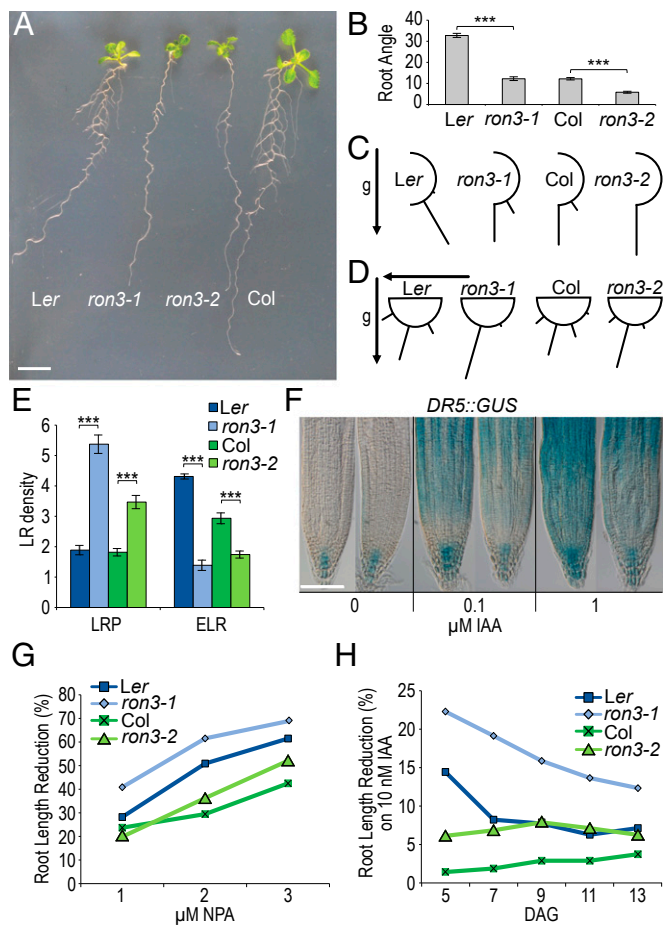 A
Ler
ron3-1
ron3-2
Col
B
Root Angle
40
30
20
10
0
***
***
Ler
ron3-1
Col
ron3-2
C
g
Ler
ron3-1
Col
ron3-2
D
g
Ler
ron3-1
Col
ron3-2
E
Ler
ron3-1
Col
ron3-2
LR density
6
5
4
3
2
1
0
***
***
***
***
LRP
ELR
F
DR5::GUS
0
0.1
1
µM IAA
G
Ler
ron3-1
Col
ron3-2
Root Length Reduction (%)
80
70
60
50
40
30
20
10
0
1
2
3
µM NPA
H
Ler
ron3-1
Col
ron3-2
Root Length Reduction (%)
on 10 nM IAA
25
20
15
10
5
0
5
7
9
11
13
DAG